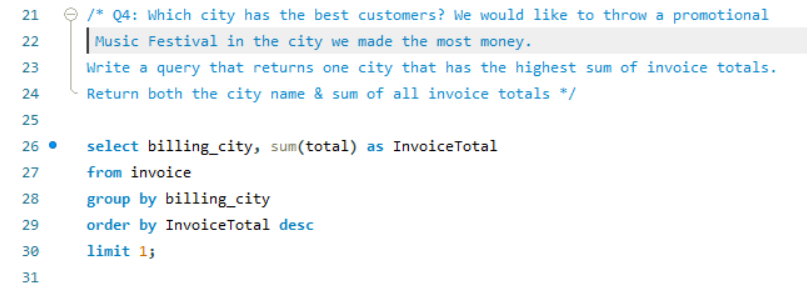 21 /* Q4: Which city has the best customers? We would like to throw a promotional
22 Music Festival in the city we made the most money.
23 Write a query that returns one city that has the highest sum of invoice totals.
24 Return both the city name & sum of all invoice totals */
25
26 select billing_city, sum(total) as InvoiceTotal
27 from invoice
28 group by billing_city
29 order by InvoiceTotal desc
30 limit 1;
31